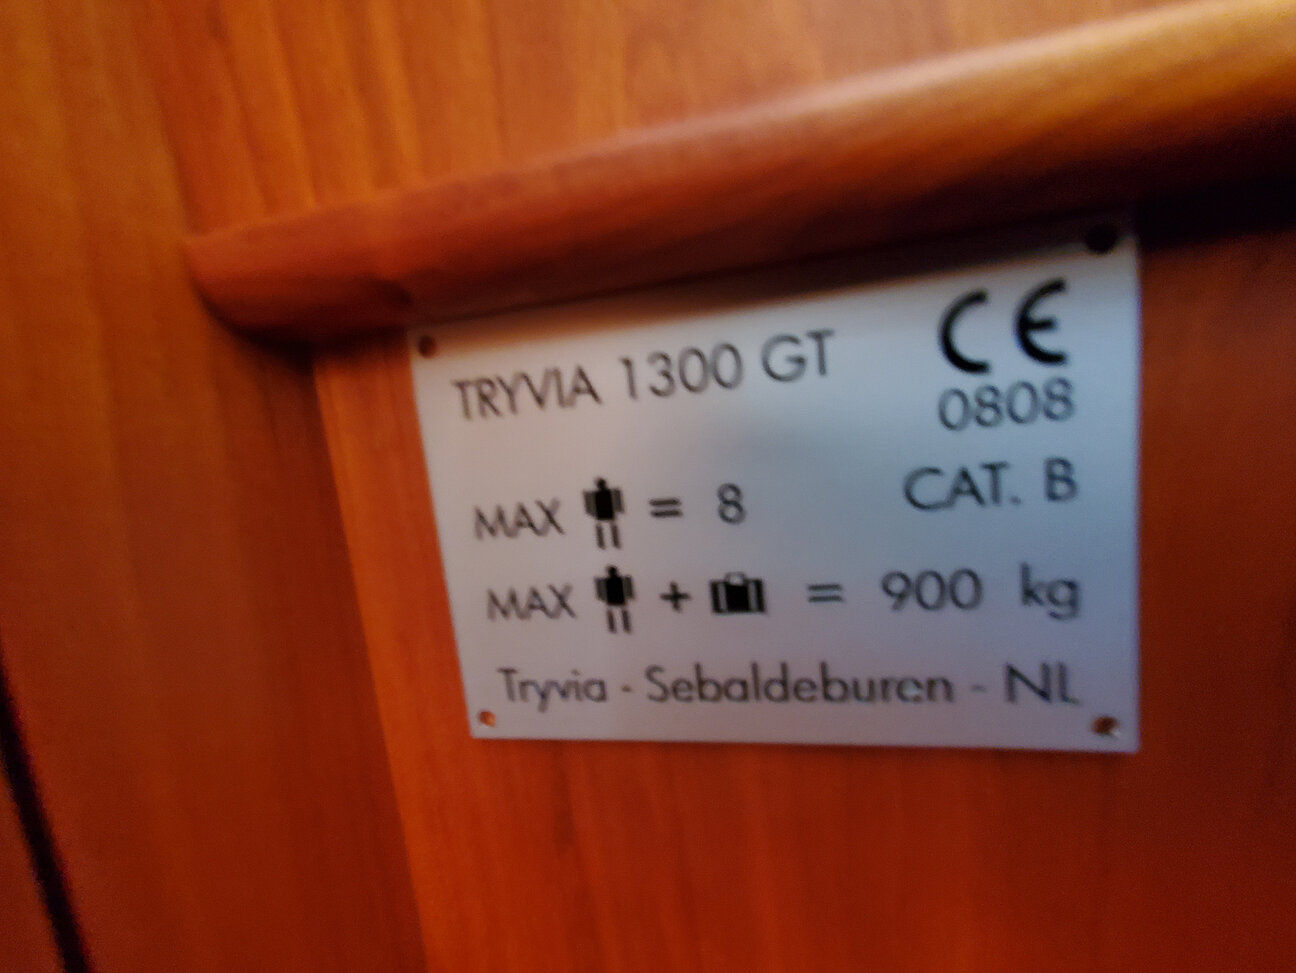 TRYVIA 1300 GT CE
0808
CAT. B
MAX = 8
MAX + = 900 kg
Tryvia - Sebaldeburen - NL